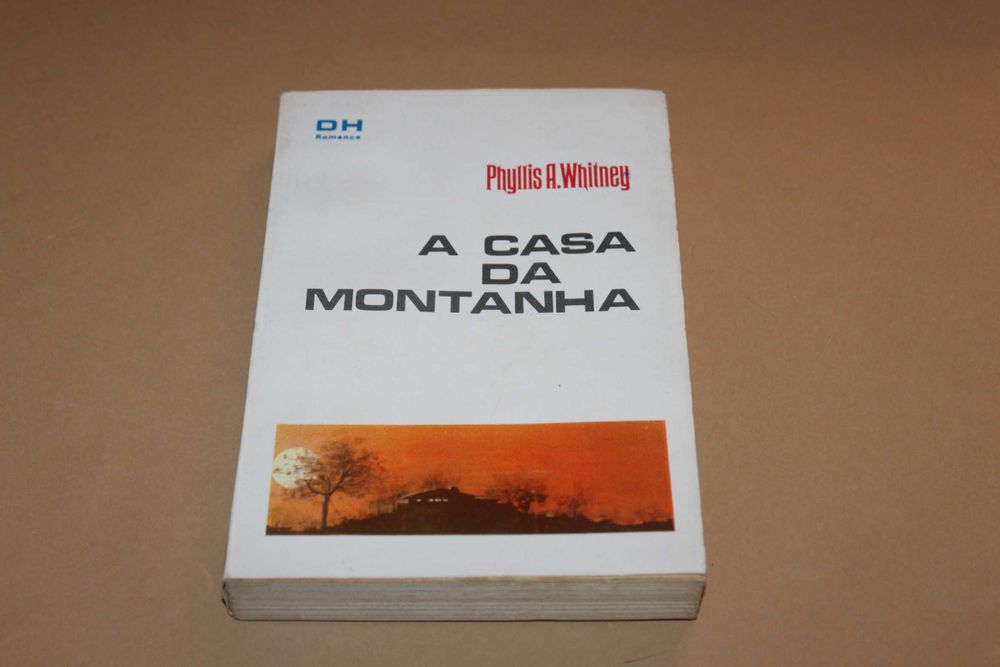 DH
Romance
Phyllis A. Whitney
A CASA
DA
MONTANHA